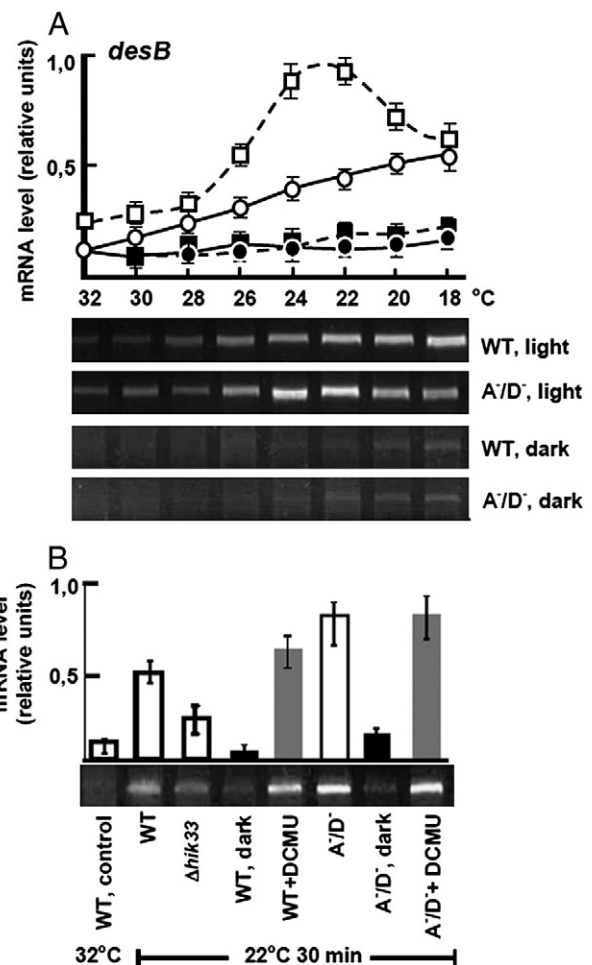 A
desB
mRNA level (relative units)
1,0
0,5
32 30 28 26 24 22 20 18 °C
WT, light
A⁻/D⁻, light
WT, dark
A⁻/D⁻, dark
B
mRNA level
(relative units)
1,0
0,5
WT, control
WT
Δhik33
WT, dark
WT+DCMU
A⁻/D⁻
A⁻/D⁻, dark
A⁻/D⁻+ DCMU
32°C
22°C 30 min